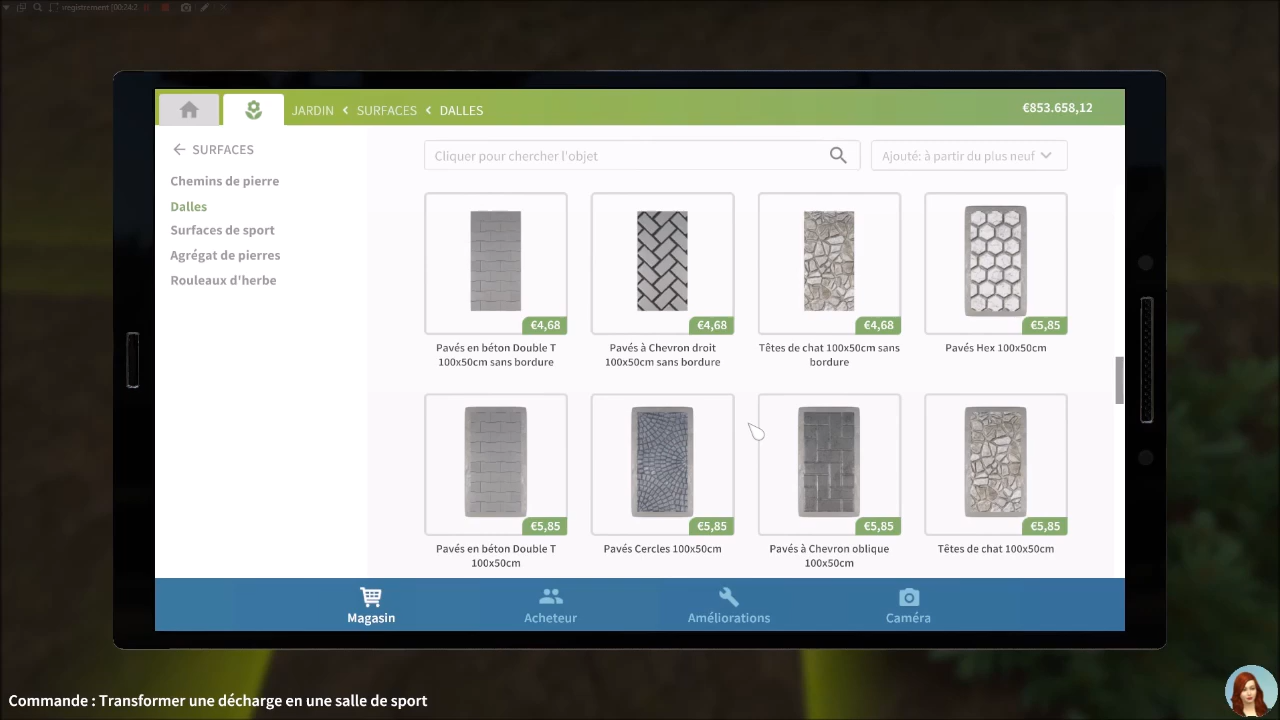 JARDIN < SURFACES < DALLES
€853.658,12
← SURFACES
Chemins de pierre
Dalles
Surfaces de sport
Agrégat de pierres
Rouleaux d'herbe
Cliquer pour chercher l'objet
Ajouté: à partir du plus neuf
€4,68
€4,68
€4,68
€5,85
Pavés en béton Double T
100x50cm sans bordure
Pavés à Chevron droit
100x50cm sans bordure
Têtes de chat 100x50cm sans
bordure
Pavés Hex 100x50cm
€5,85
€5,85
€5,85
€5,85
Pavés en béton Double T
100x50cm
Pavés Cercles 100x50cm
Pavés à Chevron oblique
100x50cm
Têtes de chat 100x50cm
Magasin
Acheteur
Améliorations
Caméra
Commande : Transformer une décharge en une salle de sport